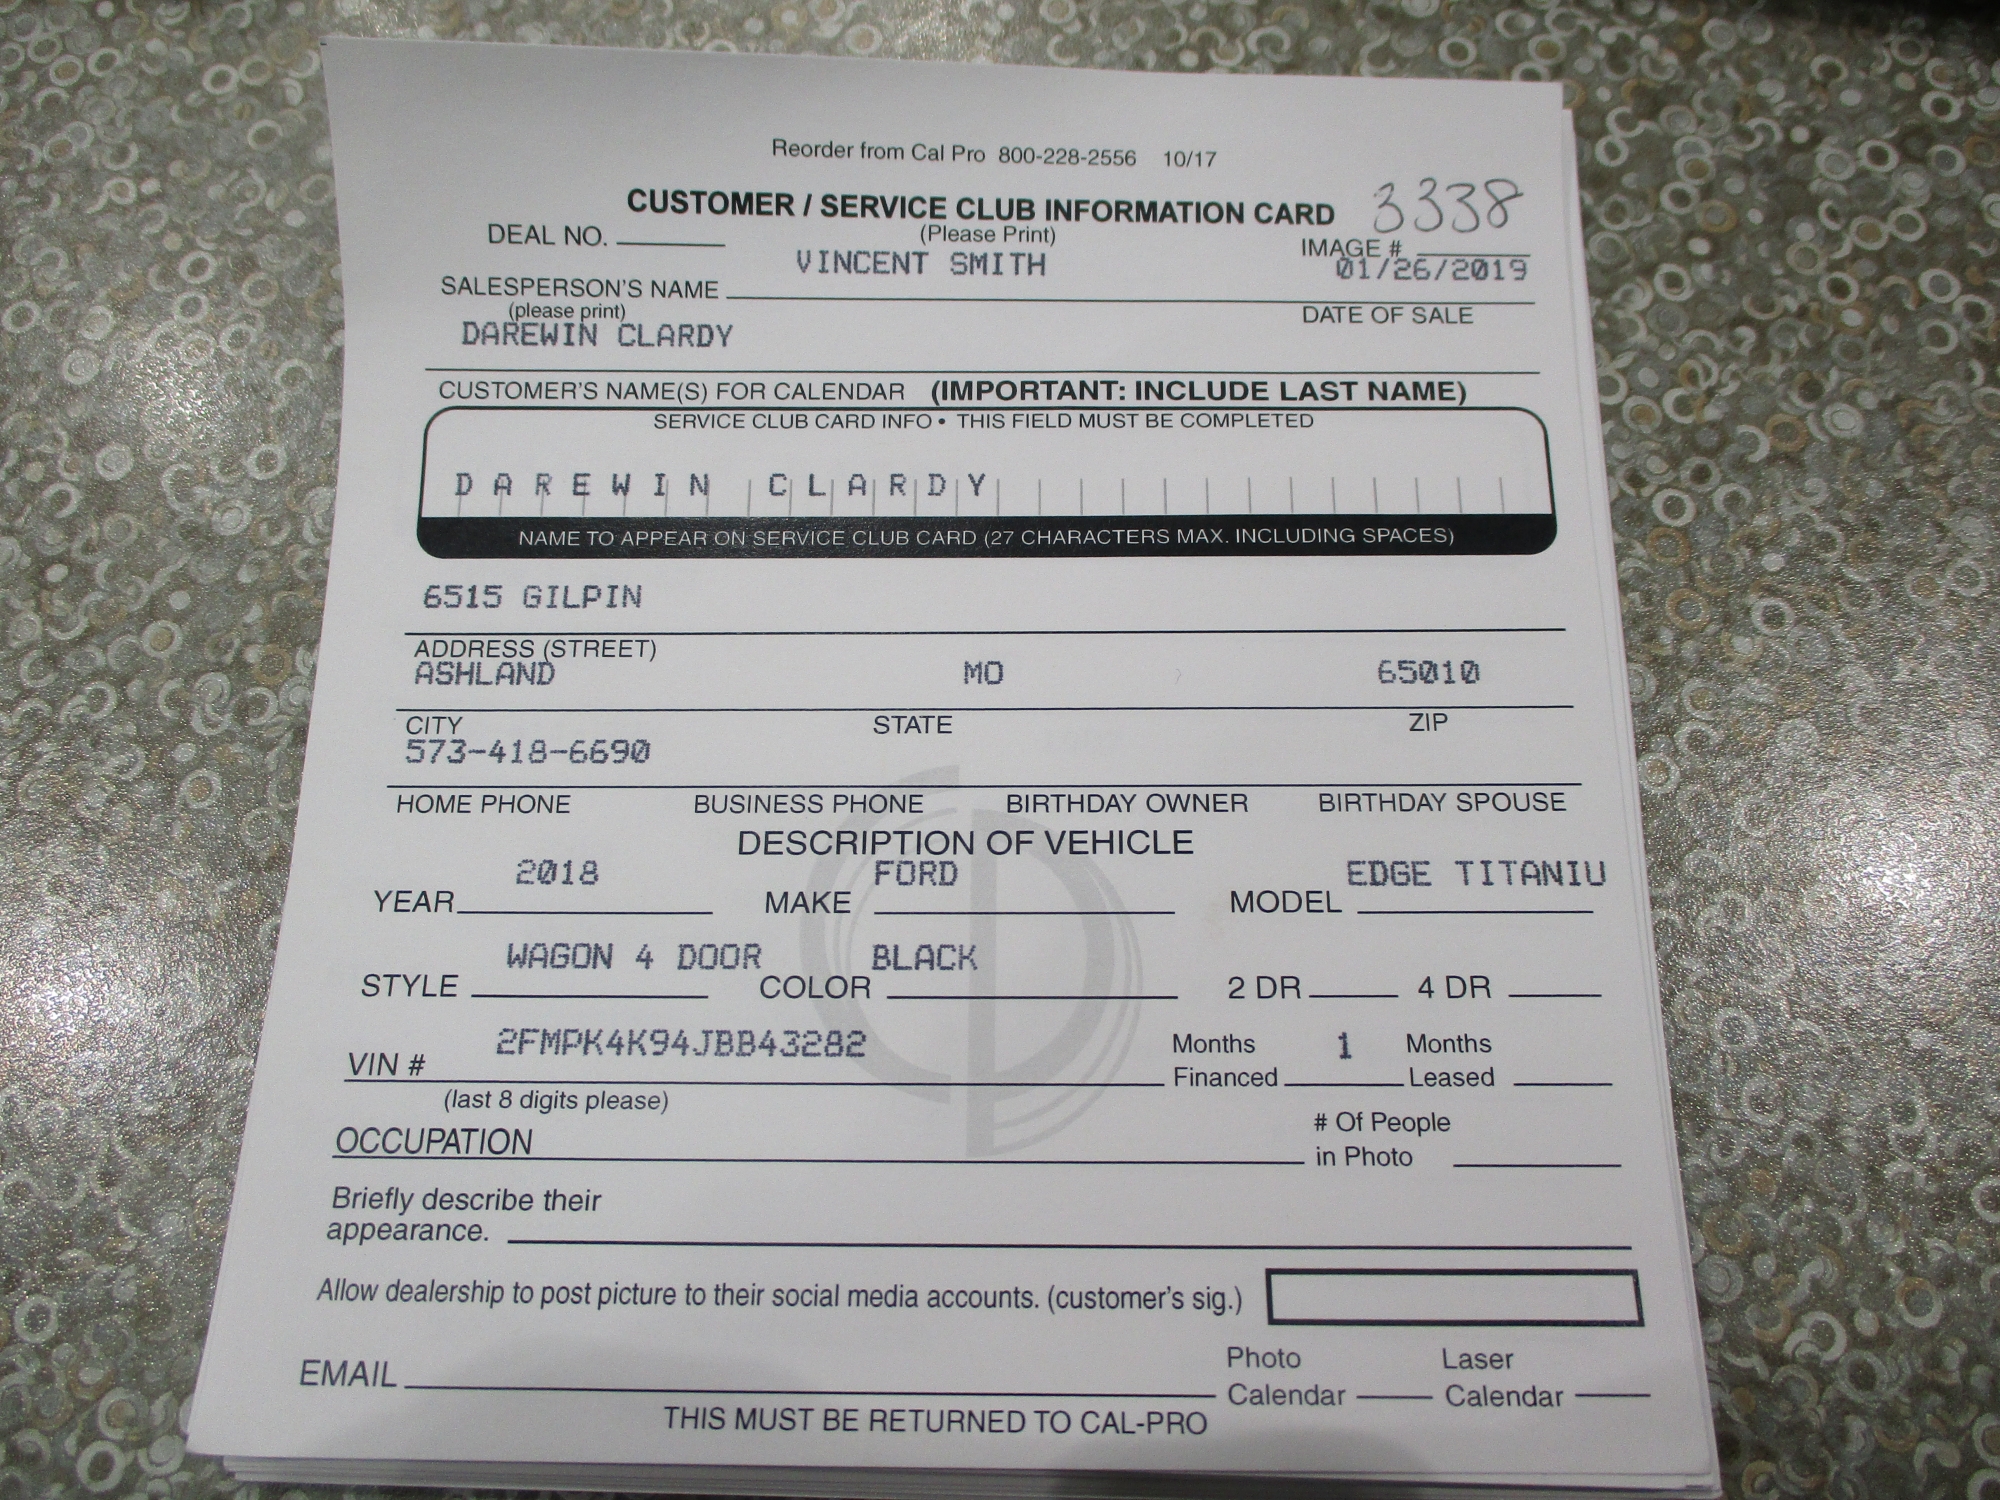 Reorder from Cal Pro 800-228-2556 10/17
CUSTOMER / SERVICE CLUB INFORMATION CARD 3338
DEAL NO. (Please Print) IMAGE #
VINCENT SMITH 01/26/2019
SALESPERSON'S NAME DATE OF SALE
(please print)
DAREWIN CLARDY
CUSTOMER'S NAME(S) FOR CALENDAR (IMPORTANT: INCLUDE LAST NAME)
SERVICE CLUB CARD INFO • THIS FIELD MUST BE COMPLETED
DAREWIN CLARDY
NAME TO APPEAR ON SERVICE CLUB CARD (27 CHARACTERS MAX. INCLUDING SPACES)
6515 GILPIN
ADDRESS (STREET)
ASHLAND MO 65010
CITY STATE ZIP
573-418-6690
HOME PHONE BUSINESS PHONE BIRTHDAY OWNER BIRTHDAY SPOUSE
DESCRIPTION OF VEHICLE
2018 FORD EDGE TITANIU
YEAR MAKE MODEL
WAGON 4 DOOR BLACK
STYLE COLOR 2 DR 4 DR
2FMPK4K94JBB43282 Months 1 Months
VIN # Financed Leased
(last 8 digits please)
# Of People
OCCUPATION in Photo
Briefly describe their
appearance.
Allow dealership to post picture to their social media accounts. (customer's sig.)
Photo Laser
EMAIL Calendar Calendar
THIS MUST BE RETURNED TO CAL-PRO